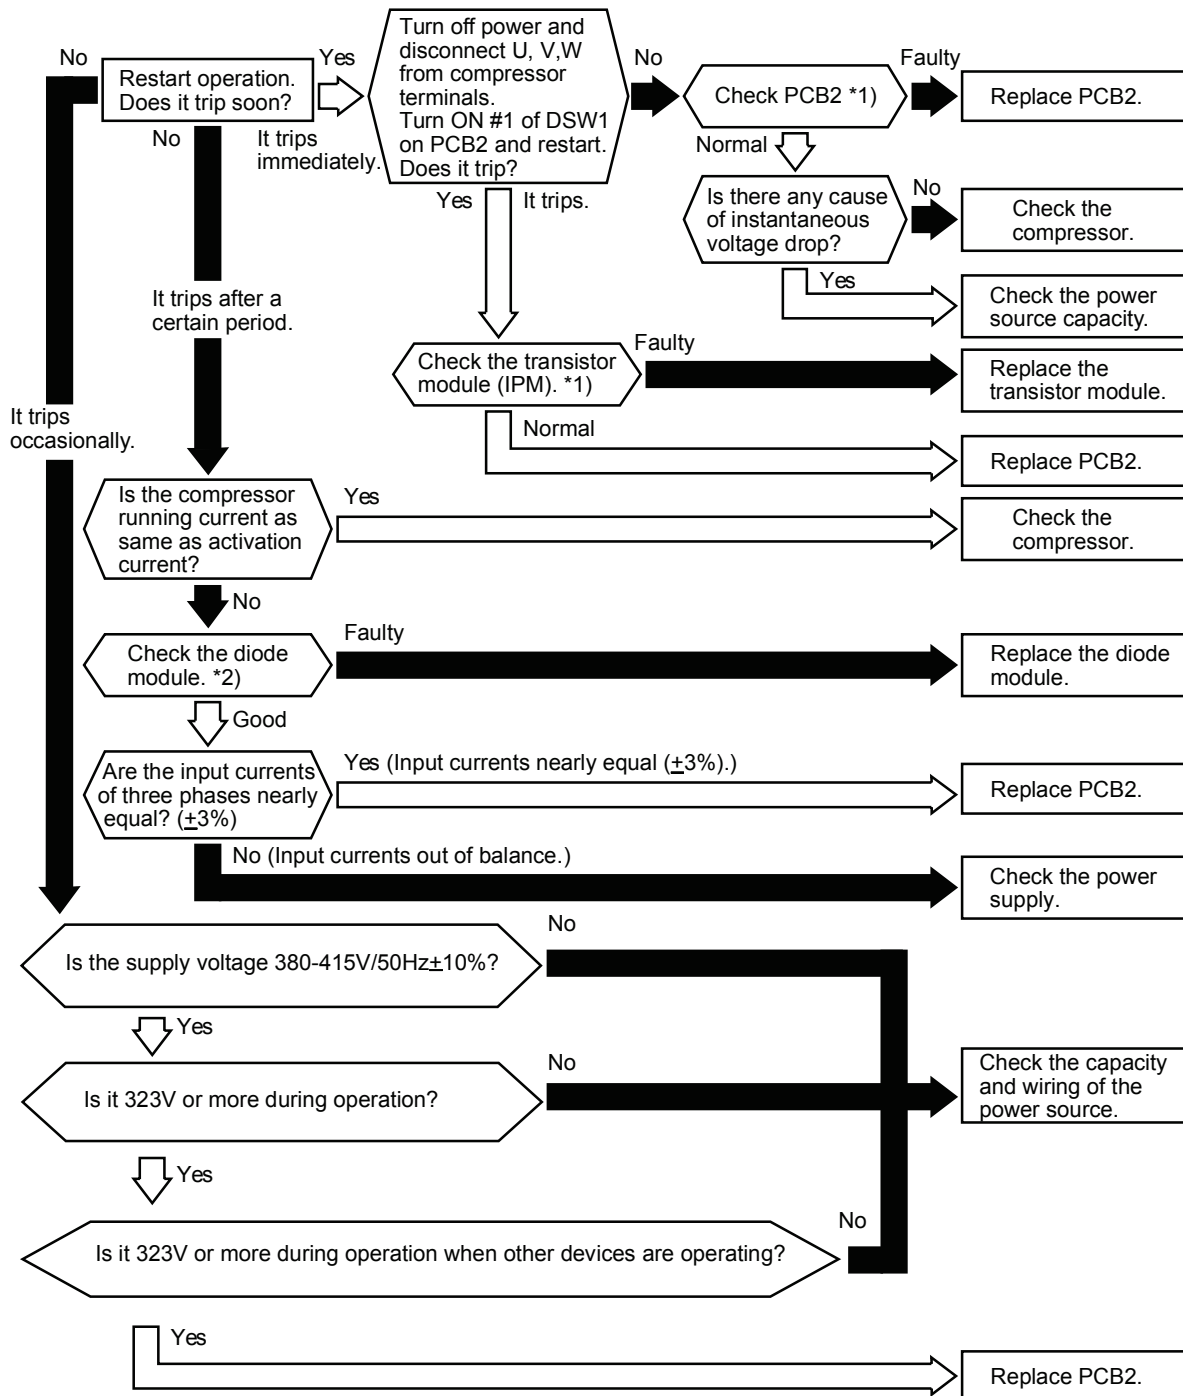 No
Restart operation.
Does it trip soon?
Yes
No
It trips
immediately.
Turn off power and
disconnect U, V,W
from compressor
terminals.
Turn ON #1 of DSW1
on PCB2 and restart.
Does it trip?
No
Check PCB2 *1)
Faulty
Replace PCB2.
Normal
Yes
It trips.
Is there any cause
of instantaneous
voltage drop?
No
Check the
compressor.
Yes
Check the power
source capacity.
It trips after a
certain period.
Check the transistor
module (IPM). *1)
Faulty
Replace the
transistor module.
Normal
Replace PCB2.
It trips
occasionally.
Is the compressor
running current as
same as activation
current?
Yes
Check the
compressor.
No
Check the diode
module. *2)
Faulty
Replace the diode
module.
Good
Are the input currents
of three phases nearly
equal? (±3%)
Yes (Input currents nearly equal (±3%).)
Replace PCB2.
No (Input currents out of balance.)
Check the power
supply.
Is the supply voltage 380-415V/50Hz±10%?
No
Yes
Is it 323V or more during operation?
No
Check the capacity
and wiring of the
power source.
Yes
Is it 323V or more during operation when other devices are operating?
No
Yes
Replace PCB2.